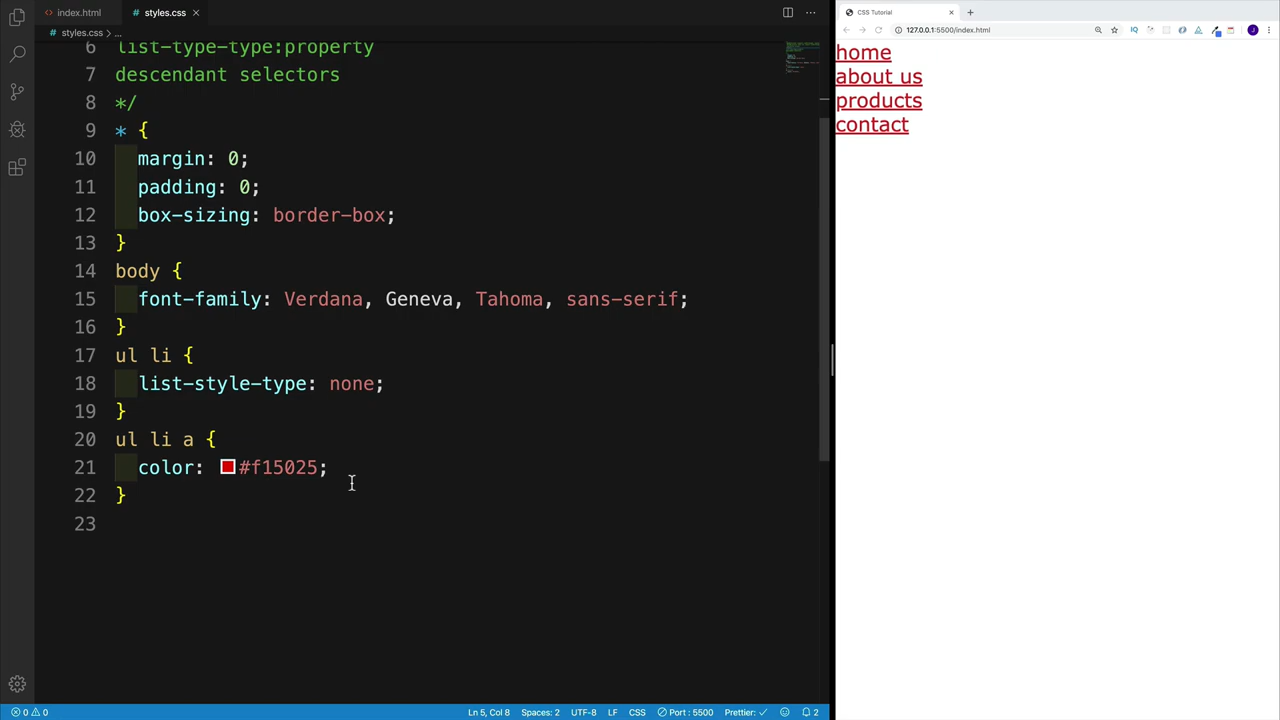 index.html
styles.css
CSS Tutorial
styles.css > ...
127.0.0.1:5500/index.html
6 list-type-type:property
7 descendant selectors
8 */
9 * {
10 margin: 0;
11 padding: 0;
12 box-sizing: border-box;
13 }
14 body {
15 font-family: Verdana, Geneva, Tahoma, sans-serif;
16 }
17 ul li {
18 list-style-type: none;
19 }
20 ul li a {
21 color: #f15025;
22 }
23
home
about us
products
contact
0 0
Ln 5, Col 8
Spaces: 2
UTF-8
LF
CSS
Port : 5500
Prettier: ✓
2